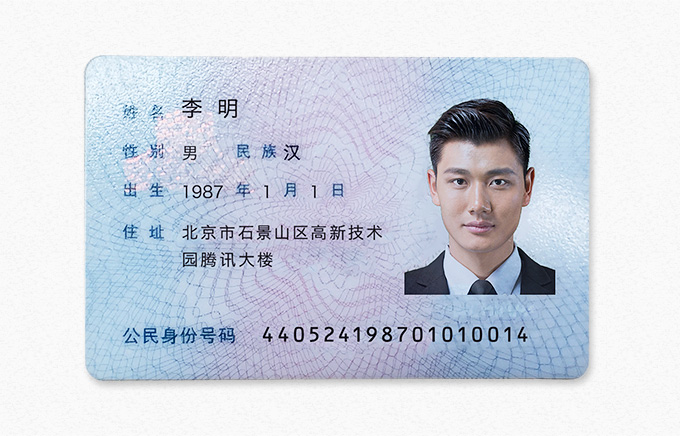 姓名 李明
性别 男 民族 汉
出生 1987 年 1 月 1 日
住址 北京市石景山区高新技术
园腾讯大楼
公民身份号码 440524198701010014